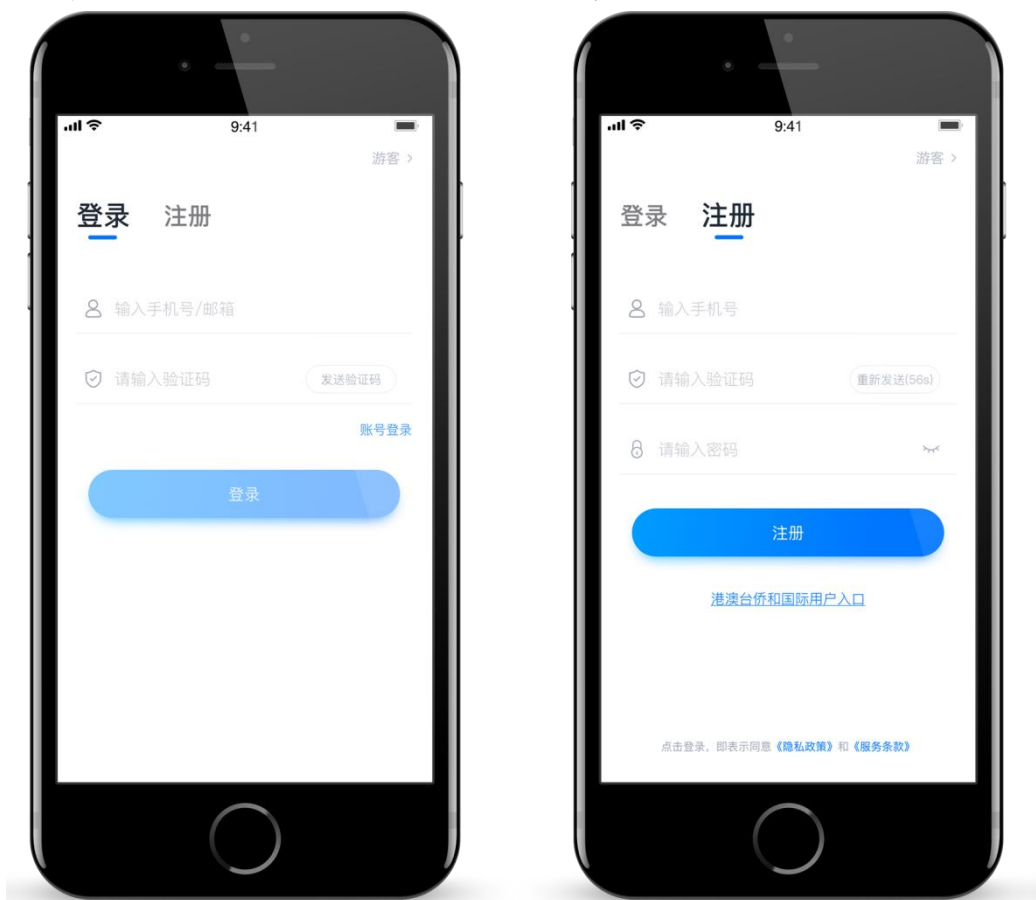 9:41
游客 >
登录 注册
输入手机号/邮箱
请输入验证码 发送验证码
账号登录
登录
9:41
游客 >
登录 注册
输入手机号
请输入验证码 重新发送(56s)
请输入密码
注册
港澳台侨和国际用户入口
点击登录，即表示同意《隐私政策》和《服务条款》